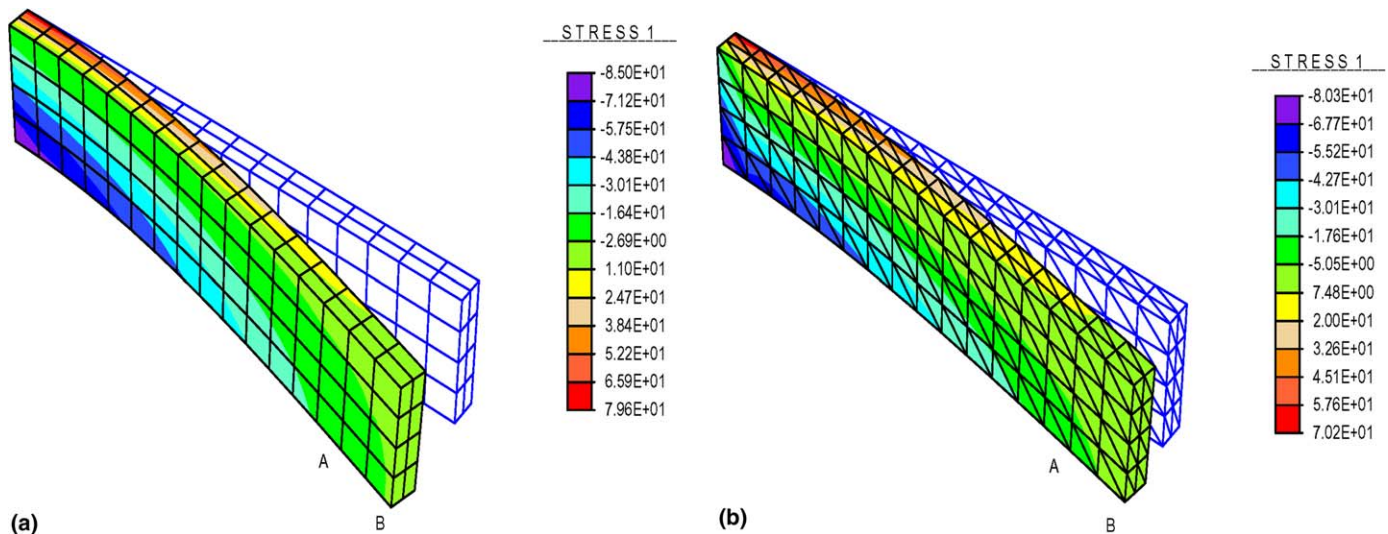 STRESS 1
-8.50E+01
-7.12E+01
-5.75E+01
-4.38E+01
-3.01E+01
-1.64E+01
-2.69E+00
1.10E+01
2.47E+01
3.84E+01
5.22E+01
6.59E+01
7.96E+01
A
B
(a)
STRESS 1
-8.03E+01
-6.77E+01
-5.52E+01
-4.27E+01
-3.01E+01
-1.76E+01
-5.05E+00
7.48E+00
2.00E+01
3.26E+01
4.51E+01
5.76E+01
7.02E+01
A
B
(b)